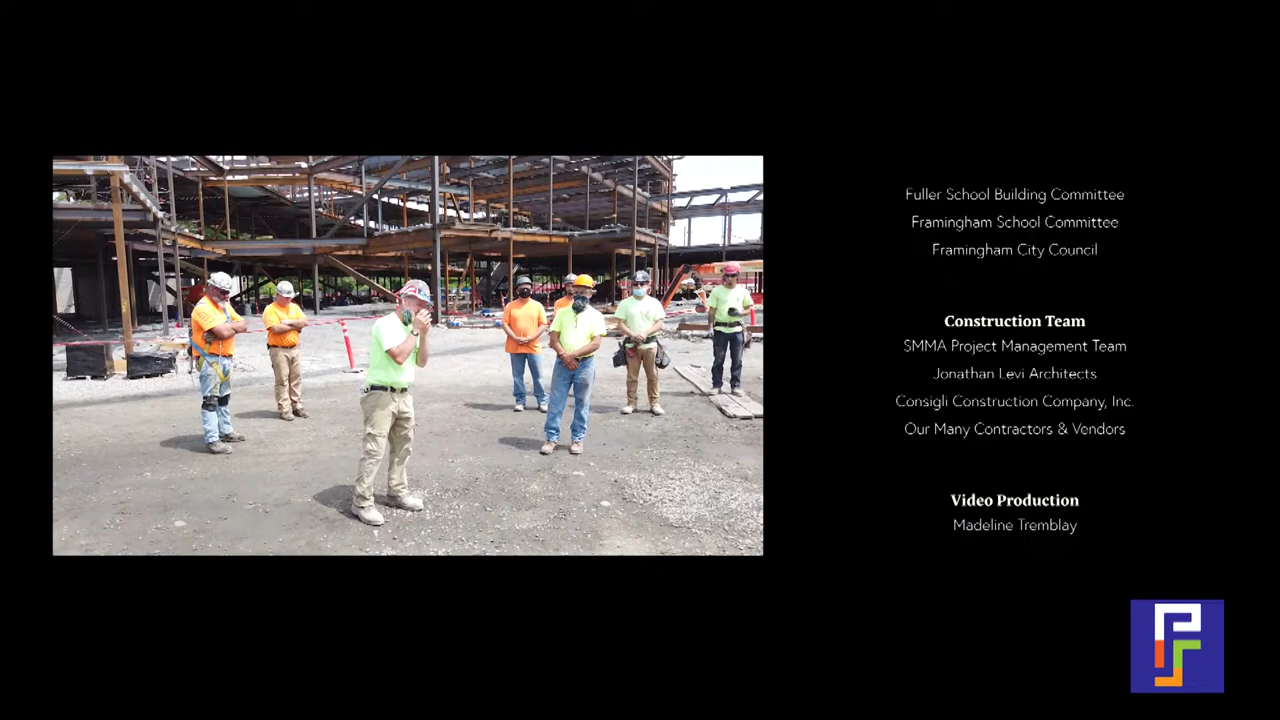 Fuller School Building Committee
Framingham School Committee
Framingham City Council
Construction Team
SMMA Project Management Team
Jonathan Levi Architects
Consigli Construction Company, Inc.
Our Many Contractors & Vendors
Video Production
Madeline Tremblay